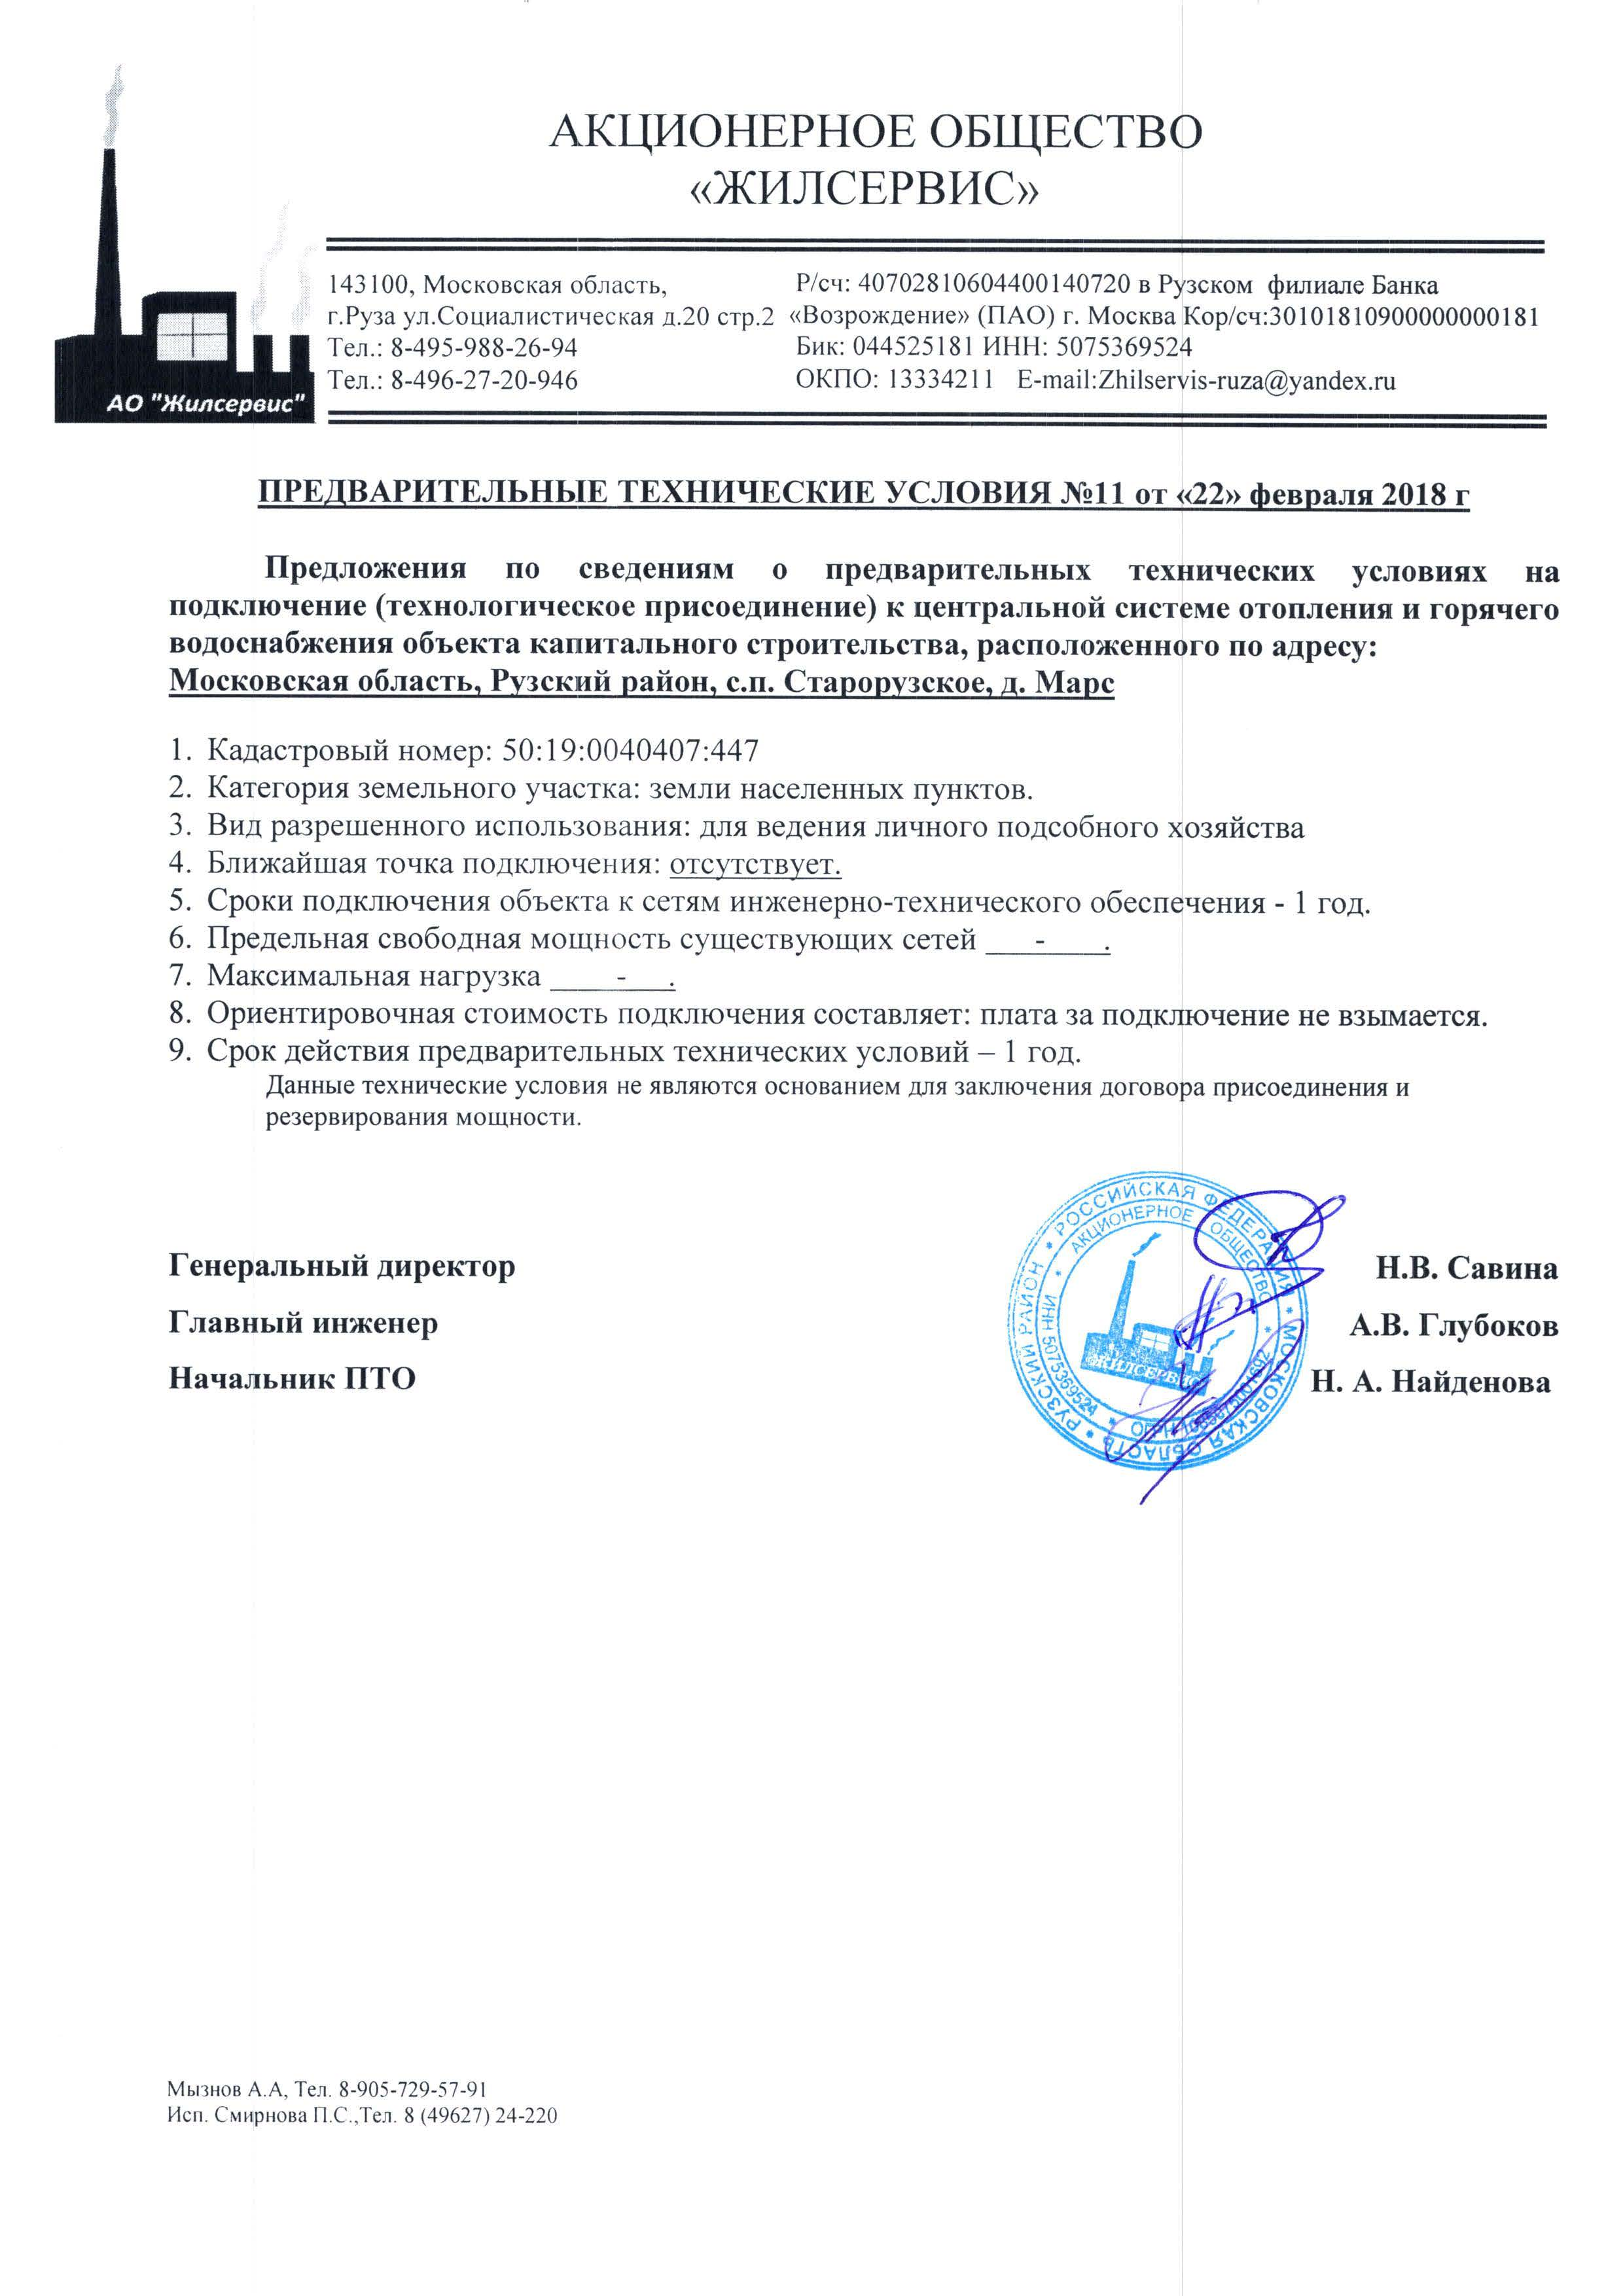 АКЦИОНЕРНОЕ ОБЩЕСТВО
«ЖИЛСЕРВИС»
143100, Московская область,
г.Руза ул.Социалистическая д.20 стр.2
Тел.: 8-495-988-26-94
Тел.: 8-496-27-20-946
Р/сч: 40702810604400140720 в Рузском филиале Банка
«Возрождение» (ПАО) г. Москва Кор/сч:30101810900000000181
Бик: 044525181 ИНН: 5075369524
ОКПО: 13334211 E-mail:Zhilservis-ruza@yandex.ru
АО "Жилсервис"
ПРЕДВАРИТЕЛЬНЫЕ ТЕХНИЧЕСКИЕ УСЛОВИЯ №11 от «22» февраля 2018 г
Предложения по сведениям о предварительных технических условиях на
подключение (технологическое присоединение) к центральной системе отопления и горячего
водоснабжения объекта капитального строительства, расположенного по адресу:
Московская область, Рузский район, с.п. Старорузское, д. Марс
1. Кадастровый номер: 50:19:0040407:447
2. Категория земельного участка: земли населенных пунктов.
3. Вид разрешенного использования: для ведения личного подсобного хозяйства
4. Ближайшая точка подключения: отсутствует.
5. Сроки подключения объекта к сетям инженерно-технического обеспечения - 1 год.
6. Предельная свободная мощность существующих сетей ___-____.
7. Максимальная нагрузка ____-___.
8. Ориентировочная стоимость подключения составляет: плата за подключение не взымается.
9. Срок действия предварительных технических условий – 1 год.
Данные технические условия не являются основанием для заключения договора присоединения и
резервирования мощности.
Генеральный директор Н.В. Савина
Главный инженер А.В. Глубоков
Начальник ПТО Н. А. Найденова
* РОССИЙСКАЯ ФЕДЕРАЦИЯ * МОСКОВСКАЯ ОБЛАСТЬ * РУЗСКИЙ РАЙОН
* АКЦИОНЕРНОЕ ОБЩЕСТВО *
ИНН 5075369524 * ОГРН
ЖИЛСЕРВИС
Мызнов А.А, Тел. 8-905-729-57-91
Исп. Смирнова П.С.,Тел. 8 (49627) 24-220